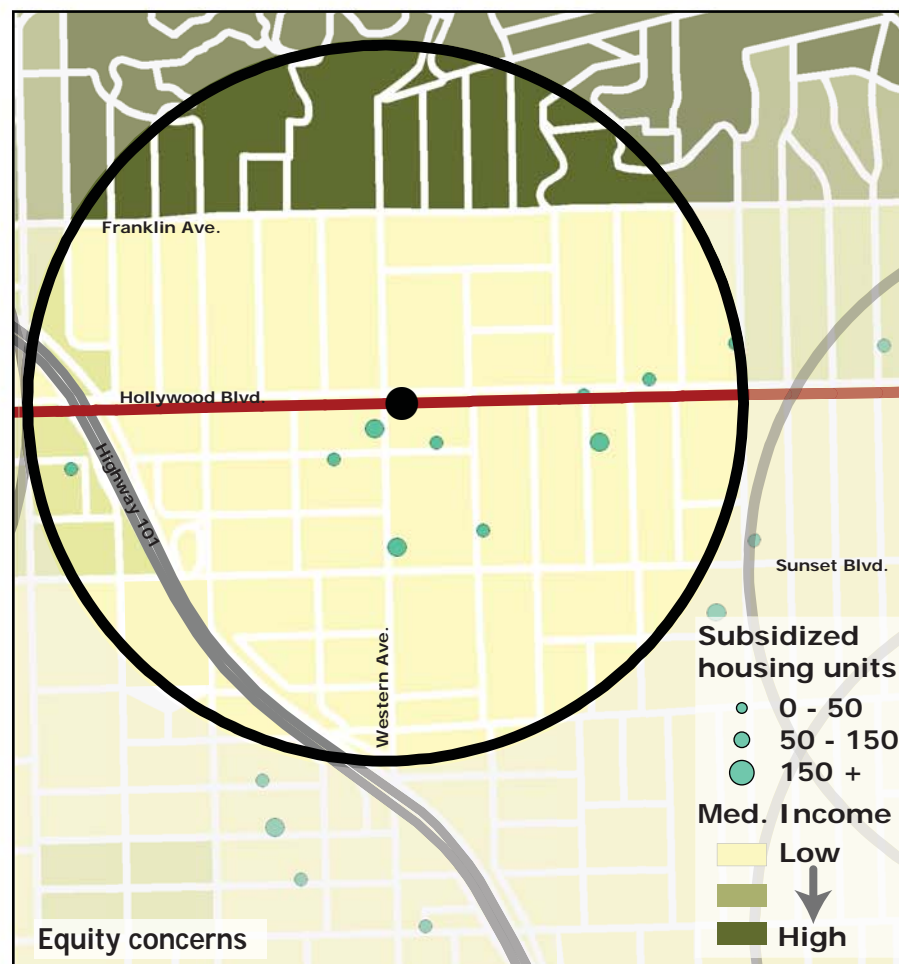 Franklin Ave.
Hollywood Blvd.
Highway 101
Sunset Blvd.
Western Ave.
Subsidized
housing units
0 - 50
50 - 150
150 +
Med. Income
Low
High
Equity concerns